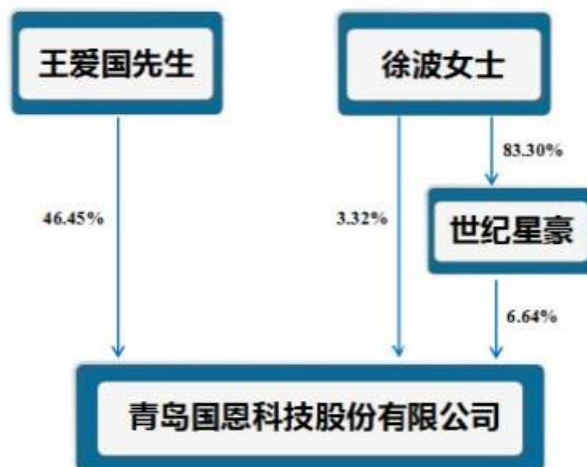 王爱国先生
徐波女士
83.30%
46.45%
3.32%
世纪星豪
6.64%
青岛国恩科技股份有限公司